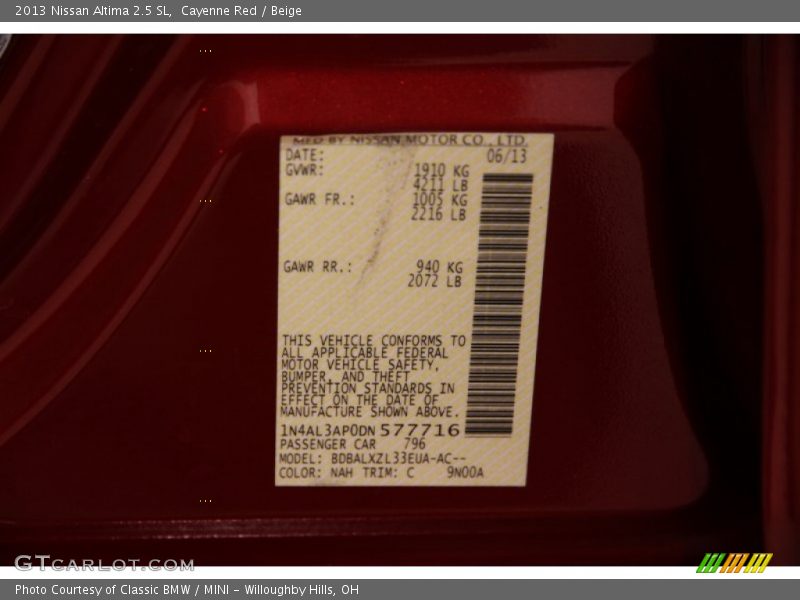 2013 Nissan Altima 2.5 SL, Cayenne Red / Beige
MFD BY NISSAN MOTOR CO., LTD.
DATE: 06/13
GVWR: 1910 KG
4211 LB
GAWR FR.: 1005 KG
2216 LB
GAWR RR.: 940 KG
2072 LB
THIS VEHICLE CONFORMS TO
ALL APPLICABLE FEDERAL
MOTOR VEHICLE SAFETY,
BUMPER, AND THEFT
PREVENTION STANDARDS IN
EFFECT ON THE DATE OF
MANUFACTURE SHOWN ABOVE.
1N4AL3AP0DN577716
PASSENGER CAR 796
MODEL: BDBALXZL33EUA-AC--
COLOR: NAH TRIM: C 9N00A
GTCARLOT.COM
Photo Courtesy of Classic BMW / MINI - Willoughby Hills, OH